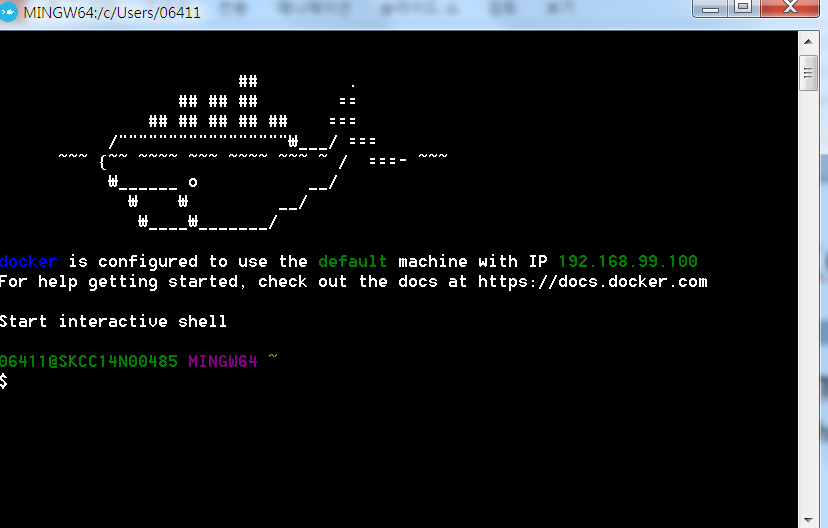 MINGW64:/c/Users/06411
                        ##         .
                  ## ## ##        ==
               ## ## ## ## ##    ===
           /"""""""""""""""""₩___/ ===
      ~~~ {~~ ~~~~ ~~~ ~~~~ ~~~ ~ /  ===- ~~~
           ₩______ o           __/
             ₩    ₩         __/
              ₩____₩_______/
docker is configured to use the default machine with IP 192.168.99.100
For help getting started, check out the docs at https://docs.docker.com
Start interactive shell
06411@SKCC14N00485 MINGW64 ~
$